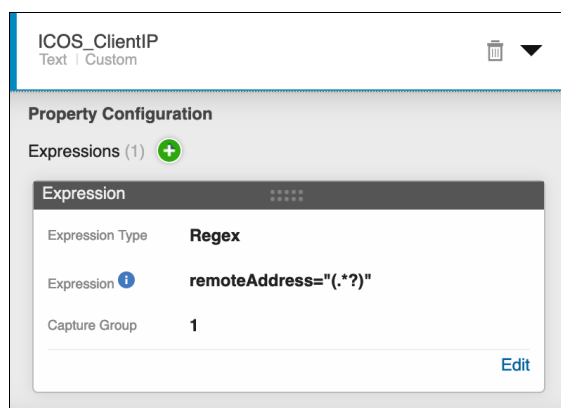 ICOS_ClientIP
Text | Custom
Property Configuration
Expressions (1)
Expression
Expression Type Regex
Expression remoteAddress="(.*?)"
Capture Group 1
Edit